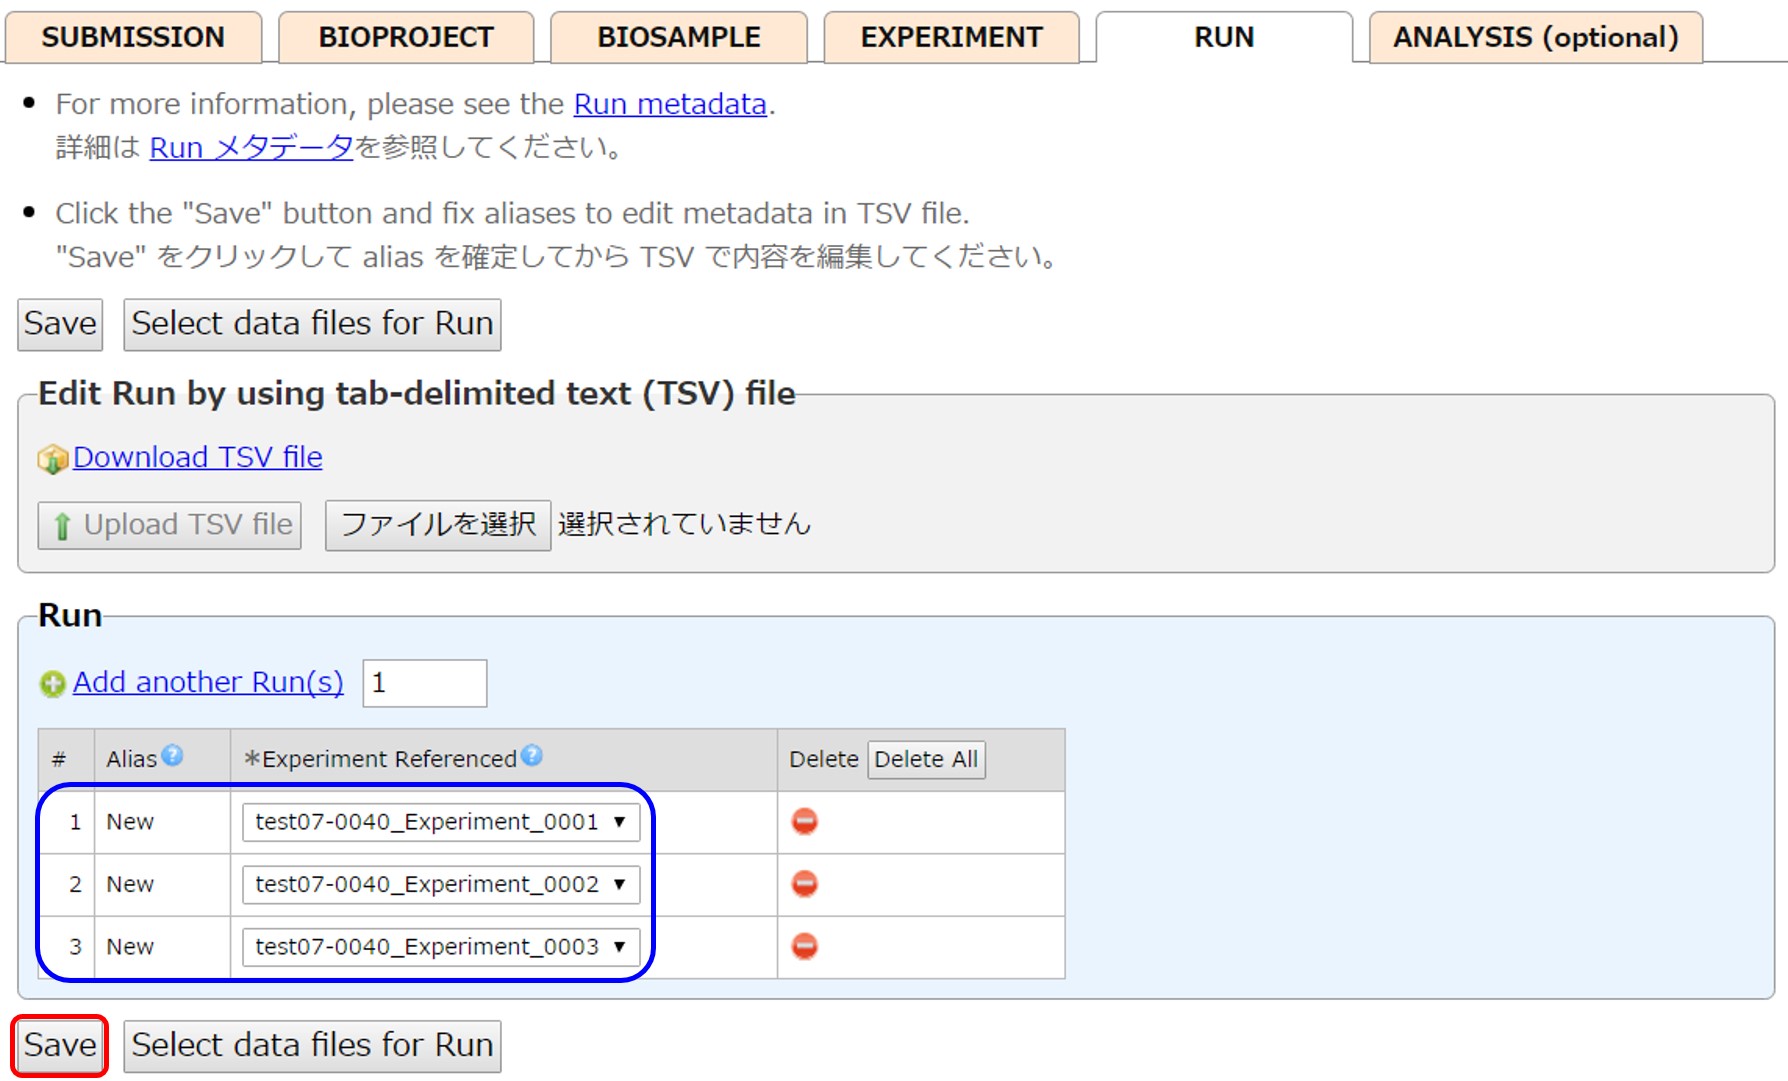 SUBMISSION BIOPROJECT BIOSAMPLE EXPERIMENT RUN ANALYSIS (optional)
For more information, please see the Run metadata.
詳細は Run メタデータを参照してください。
Click the "Save" button and fix aliases to edit metadata in TSV file.
"Save" をクリックして alias を確定してから TSV で内容を編集してください。
Save Select data files for Run
Edit Run by using tab-delimited text (TSV) file
Download TSV file
Upload TSV file ファイルを選択 選択されていません
Run
Add another Run(s) 1
# Alias ? *Experiment Referenced ? Delete Delete All
1 New test07-0040_Experiment_0001 ▼
2 New test07-0040_Experiment_0002 ▼
3 New test07-0040_Experiment_0003 ▼
Save Select data files for Run